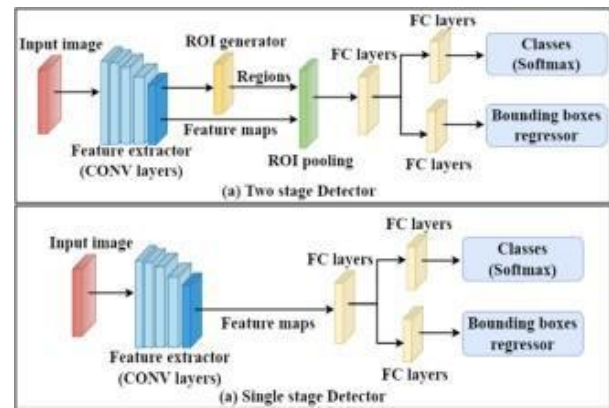 Input image
ROI generator
FC layers
FC layers
Classes
(Softmax)
Regions
Feature maps
Feature extractor
(CONV layers)
ROI pooling
FC layers
Bounding boxes
regressor
(a) Two stage Detector
Input image
FC layers
FC layers
Classes
(Softmax)
Feature maps
Feature extractor
(CONV layers)
FC layers
Bounding boxes
regressor
(a) Single stage Detector